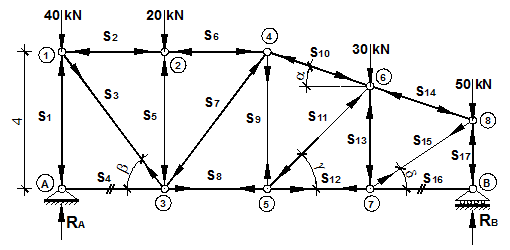 40 kN
20 kN
30 kN
50 kN
S2
S6
S10
S14
1
2
4
6
8
α
4
S1
S3
S5
S7
S9
S11
S13
S15
S17
β
γ
δ
A
S4
3
S8
5
S12
7
S16
B
RA
RB